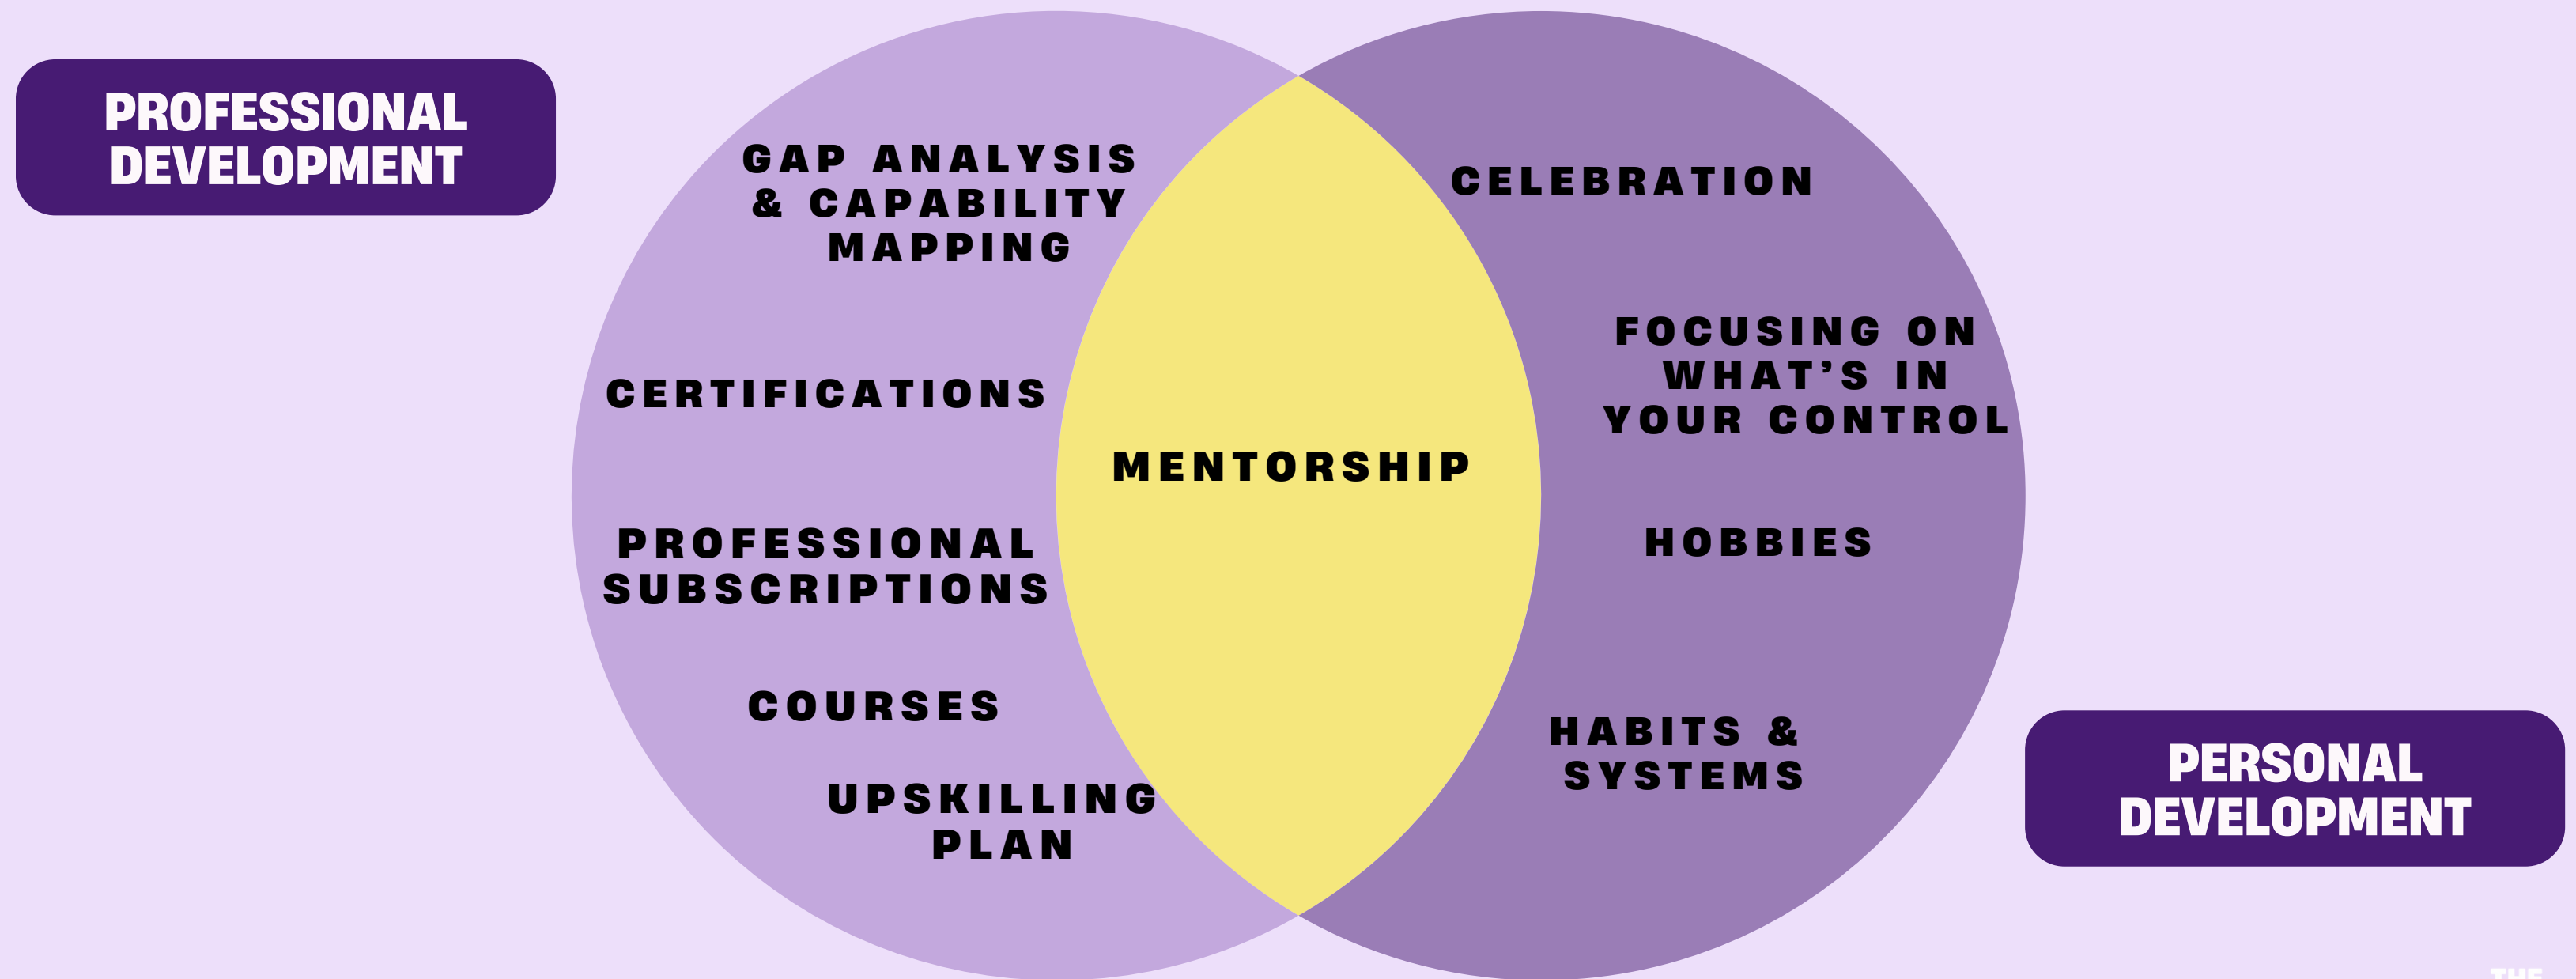 PROFESSIONAL
DEVELOPMENT
GAP ANALYSIS
& CAPABILITY
MAPPING
CERTIFICATIONS
PROFESSIONAL
SUBSCRIPTIONS
COURSES
UPSKILLING
PLAN
MENTORSHIP
CELEBRATION
FOCUSING ON
WHAT’S IN
YOUR CONTROL
HOBBIES
HABITS &
SYSTEMS
PERSONAL
DEVELOPMENT
THE